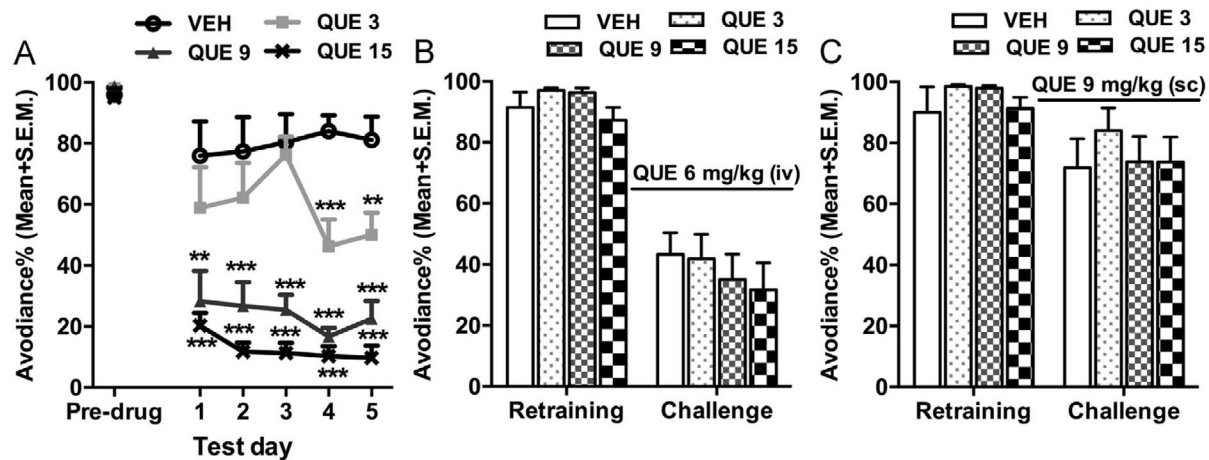 A
VEH
QUE 3
QUE 9
QUE 15
Avodiance% (Mean+S.E.M.)
100
80
60
40
20
0
***
**
**
***
***
***
***
***
***
***
***
***
***
Pre-drug
1
2
3
4
5
Test day
B
VEH
QUE 3
QUE 9
QUE 15
Avodiance% (Mean+S.E.M.)
100
80
60
40
20
0
QUE 6 mg/kg (iv)
Retraining
Challenge
C
VEH
QUE 3
QUE 9
QUE 15
Avodiance% (Mean+S.E.M.)
100
80
60
40
20
0
QUE 9 mg/kg (sc)
Retraining
Challenge